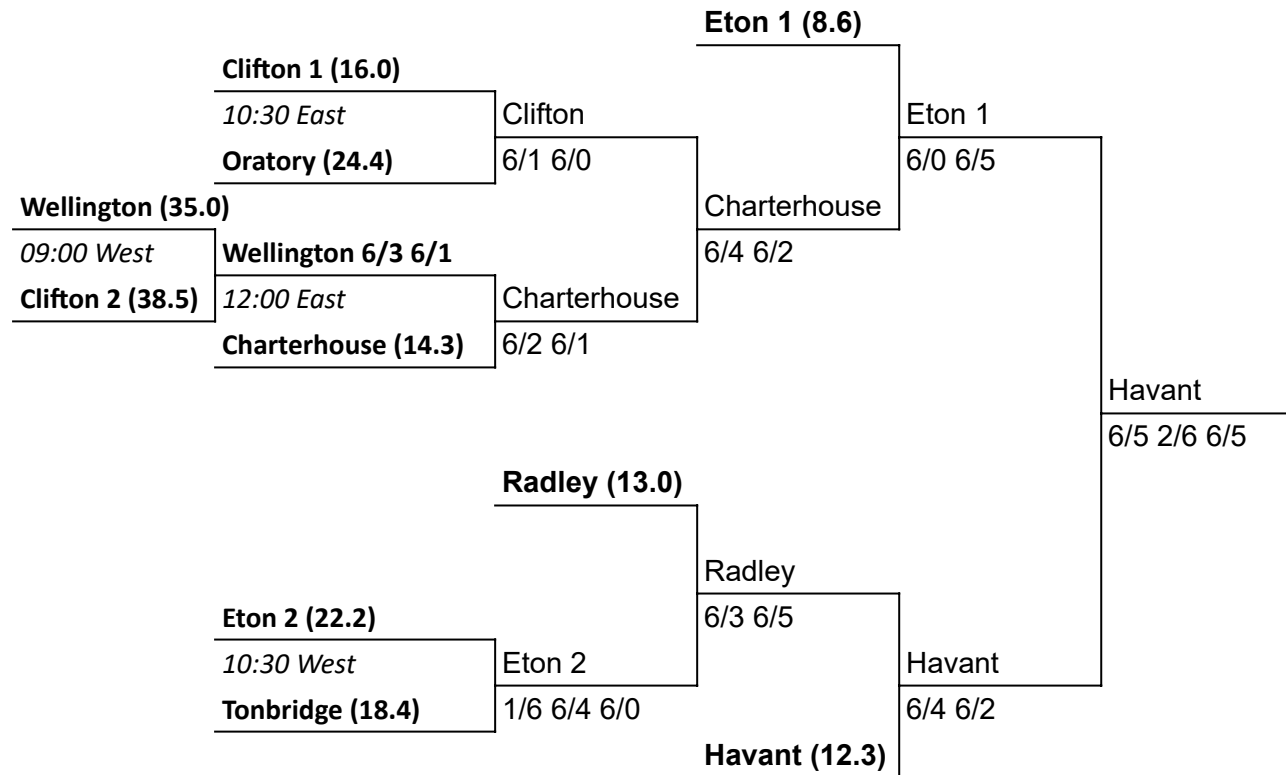 Eton 1 (8.6)
Clifton 1 (16.0)
10:30 East
Clifton
Eton 1
Oratory (24.4)
6/1 6/0
6/0 6/5
Wellington (35.0)
Charterhouse
09:00 West
Wellington 6/3 6/1
6/4 6/2
Clifton 2 (38.5)
12:00 East
Charterhouse
Charterhouse (14.3)
6/2 6/1
Havant
6/5 2/6 6/5
Radley (13.0)
Radley
Eton 2 (22.2)
6/3 6/5
10:30 West
Eton 2
Havant
Tonbridge (18.4)
1/6 6/4 6/0
6/4 6/2
Havant (12.3)